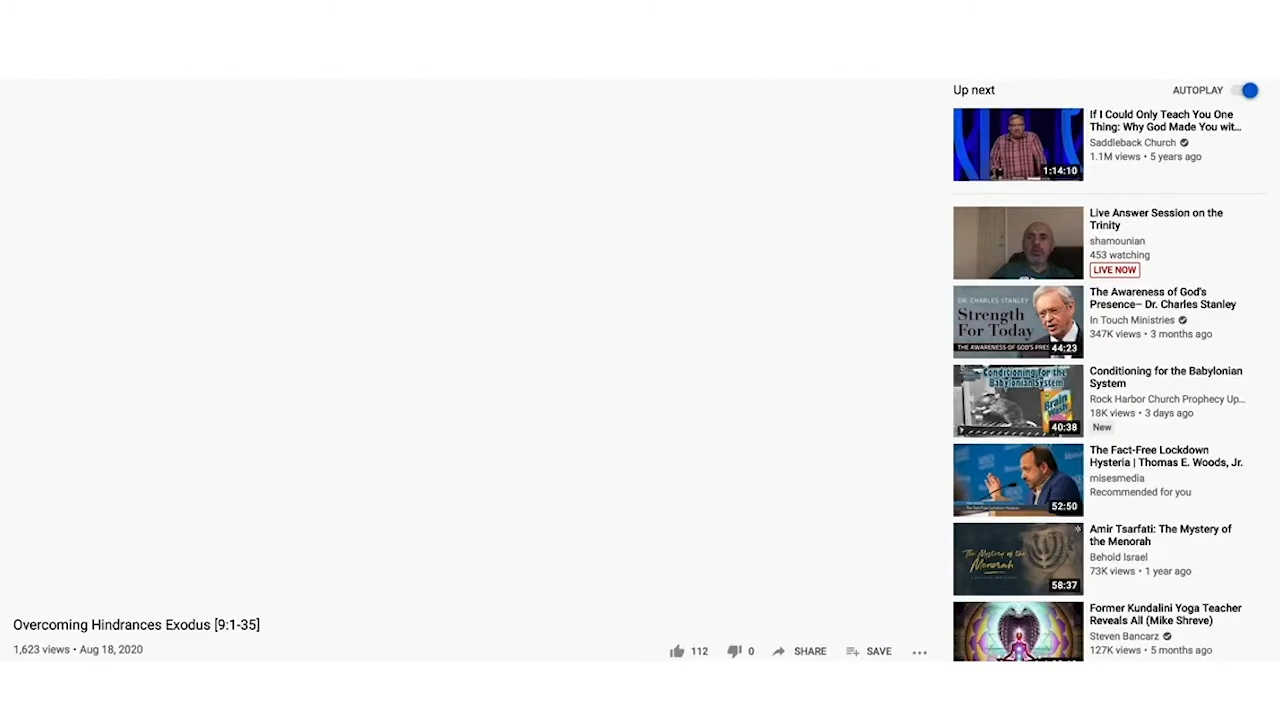 Up next
AUTOPLAY
If I Could Only Teach You One
Thing: Why God Made You wit...
Saddleback Church
1.1M views • 5 years ago
1:14:10
Live Answer Session on the
Trinity
shamounian
453 watching
LIVE NOW
DR. CHARLES STANLEY
Strength
For Today
THE AWARENESS OF GOD'S PRES
44:23
The Awareness of God's
Presence– Dr. Charles Stanley
In Touch Ministries
347K views • 3 months ago
Conditioning for the
Babylonian System
Brain
Wash
40:38
Conditioning for the Babylonian
System
Rock Harbor Church Prophecy Up...
18K views • 3 days ago
New
52:50
The Fact-Free Lockdown
Hysteria | Thomas E. Woods, Jr.
misesmedia
Recommended for you
The Mystery of the
Menorah
58:37
Amir Tsarfati: The Mystery of
the Menorah
Behold Israel
73K views • 1 year ago
Former Kundalini Yoga Teacher
Reveals All (Mike Shreve)
Steven Bancarz
127K views • 5 months ago
Overcoming Hindrances Exodus [9:1-35]
1,623 views • Aug 18, 2020
112
0
SHARE
SAVE